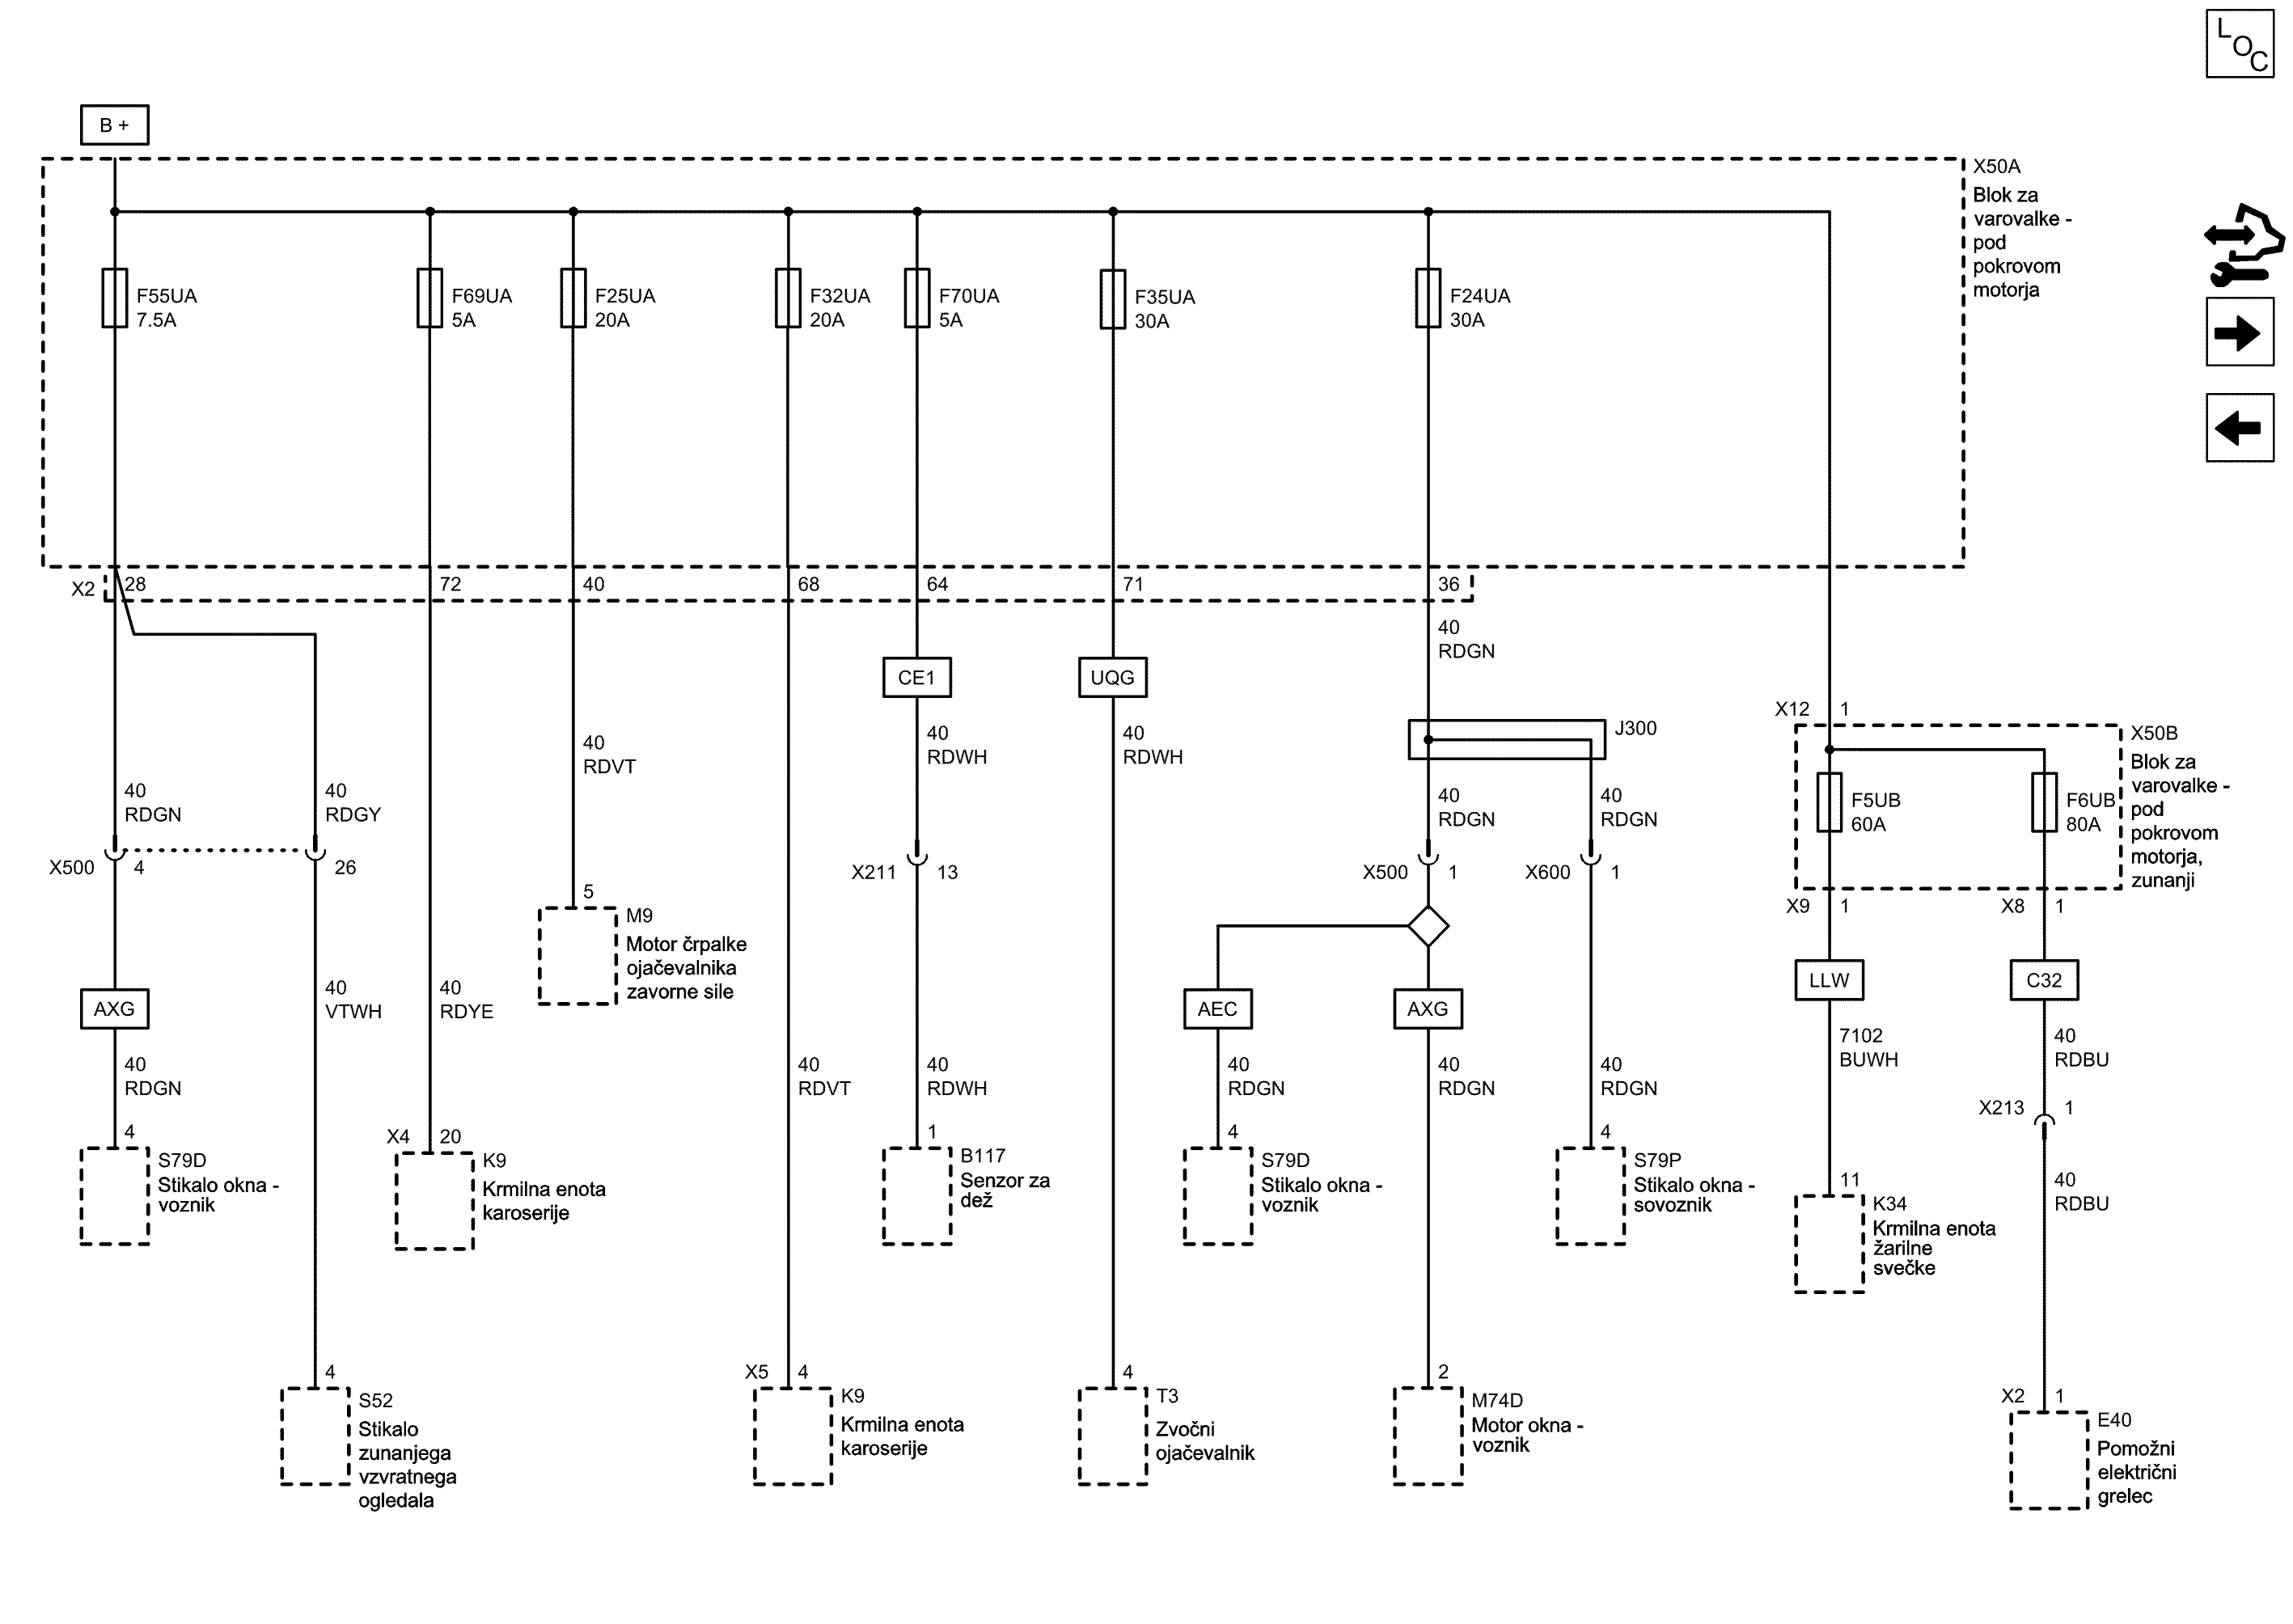 LOC
B +
X50A
Blok za
varovalke -
pod
pokrovom
motorja
F55UA
7.5A
F69UA
5A
F25UA
20A
F32UA
20A
F70UA
5A
F35UA
30A
F24UA
30A
X2 28 72 40 68 64 71 36
40
RDGN
CE1
UQG
40
RDWH
40
RDWH
40
RDVT
J300
X12 1
X50B
Blok za
varovalke -
pod
pokrovom
motorja,
zunanji
F5UB
60A
F6UB
80A
40
RDGN
40
RDGY
40
RDGN
40
RDGN
X500 4 26
X211 13
X500 1
X600 1
X9 1
X8 1
5
M9
Motor črpalke
ojačevalnika
zavorne sile
AXG
40
VTWH
40
RDYE
AEC
AXG
LLW
C32
7102
BUWH
40
RDBU
40
RDGN
40
RDVT
40
RDWH
40
RDGN
40
RDGN
40
RDGN
X213 1
4
S79D
Stikalo okna -
voznik
X4 20
K9
Krmilna enota
karoserije
1
B117
Senzor za
dež
4
S79D
Stikalo okna -
voznik
4
S79P
Stikalo okna -
sovoznik
11
K34
Krmilna enota
žarilne
svečke
40
RDBU
4
S52
Stikalo
zunanjega
vzvratnega
ogledala
X5 4
K9
Krmilna enota
karoserije
4
T3
Zvočni
ojačevalnik
2
M74D
Motor okna -
voznik
X2 1
E40
Pomožni
električni
grelec